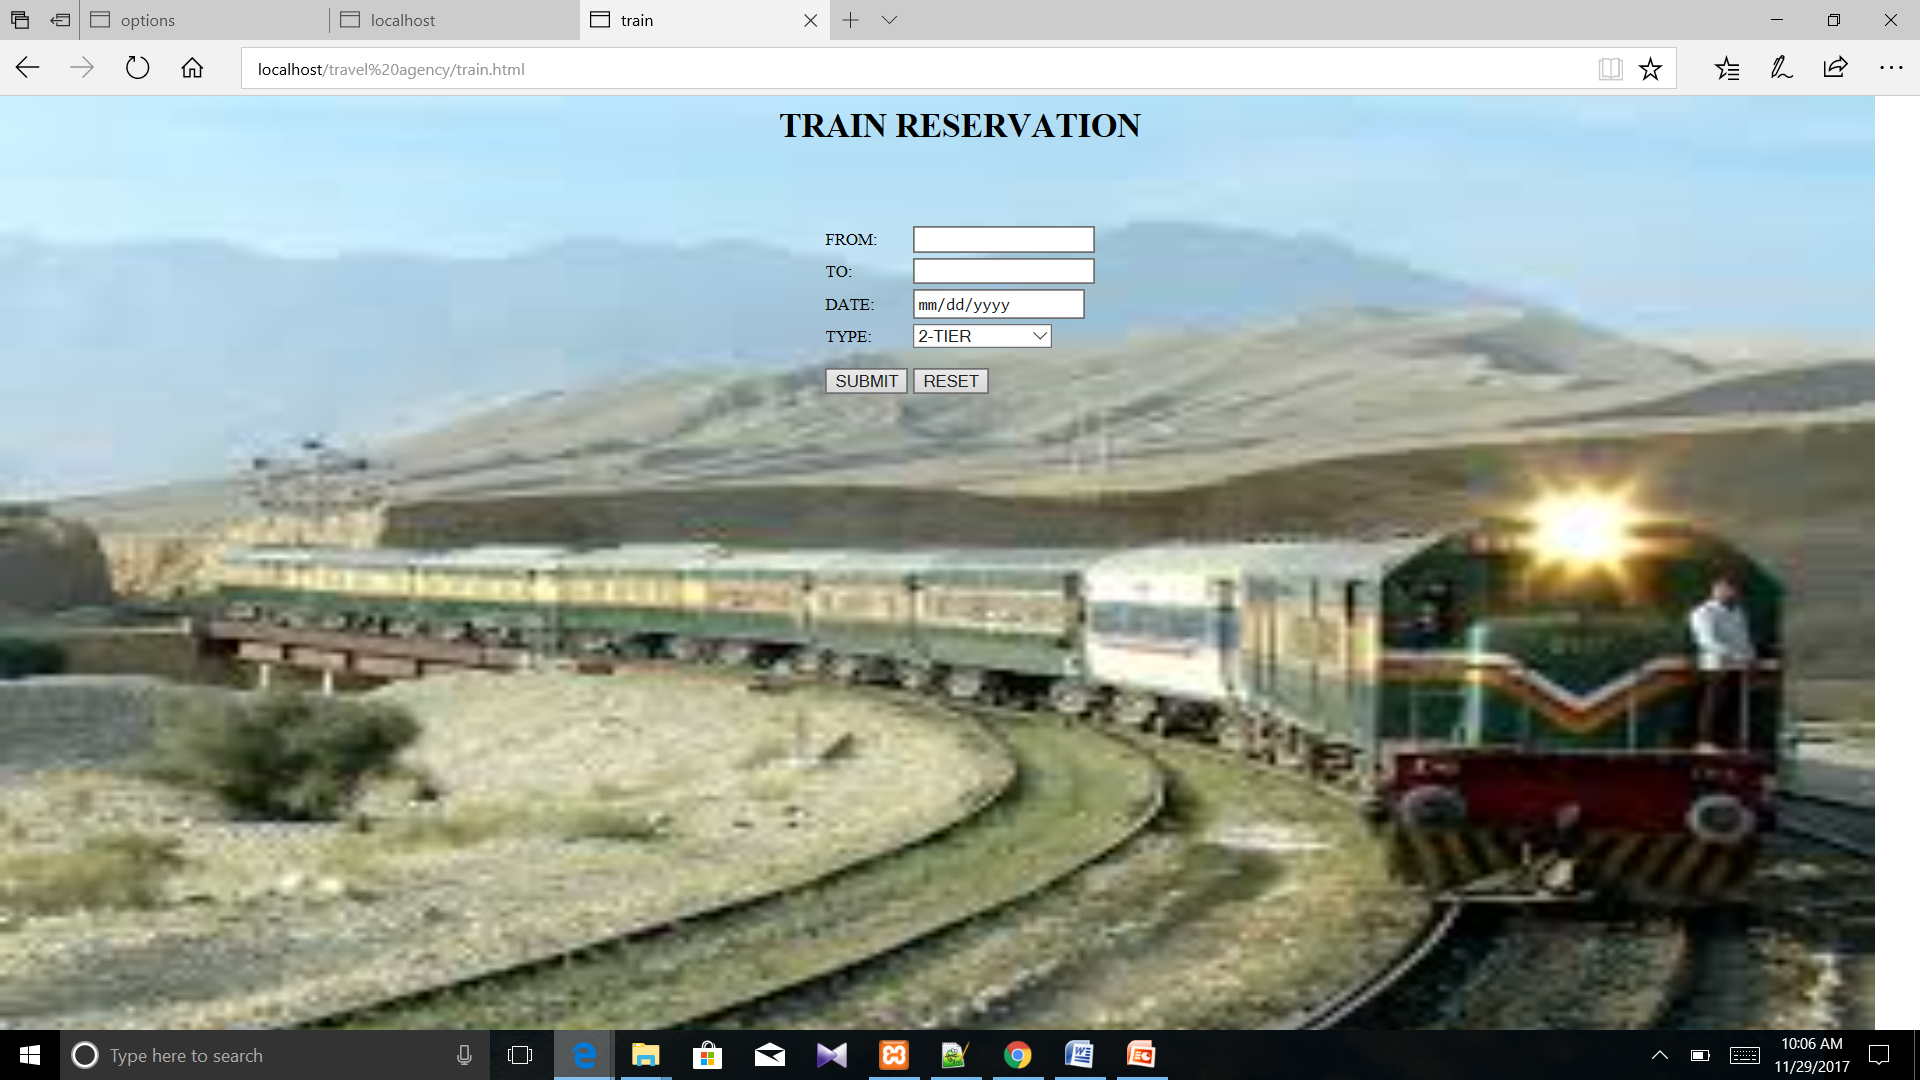 options
localhost
train
localhost/travel%20agency/train.html
TRAIN RESERVATION
FROM:
TO:
DATE: mm/dd/yyyy
TYPE: 2-TIER
SUBMIT RESET
Type here to search
10:06 AM
11/29/2017